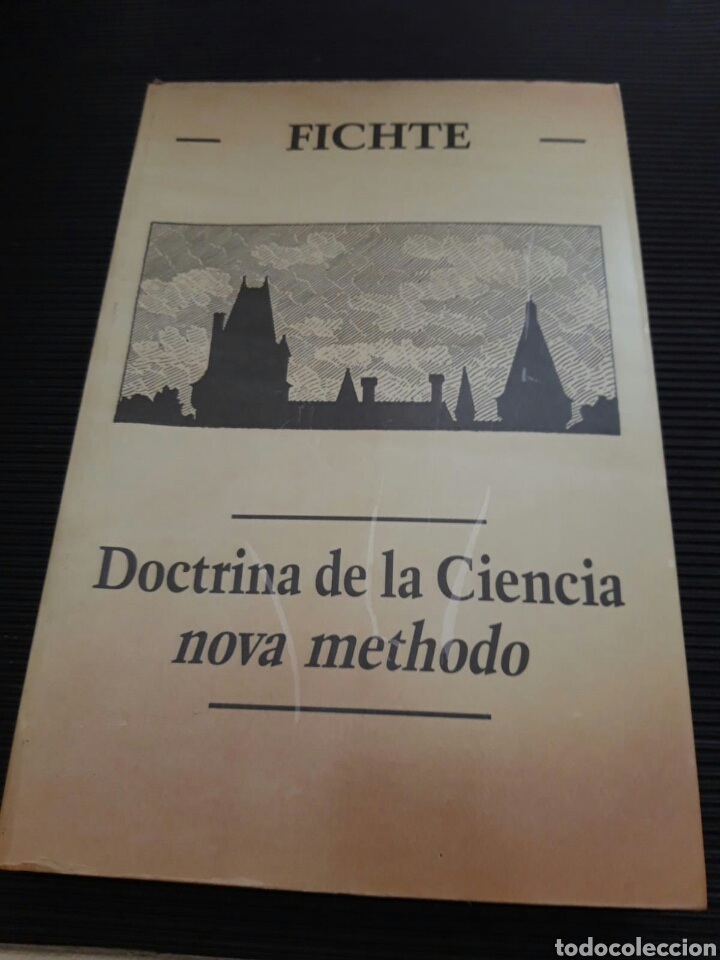 FICHTE
Doctrina de la Ciencia
nova methodo
todocoleccion